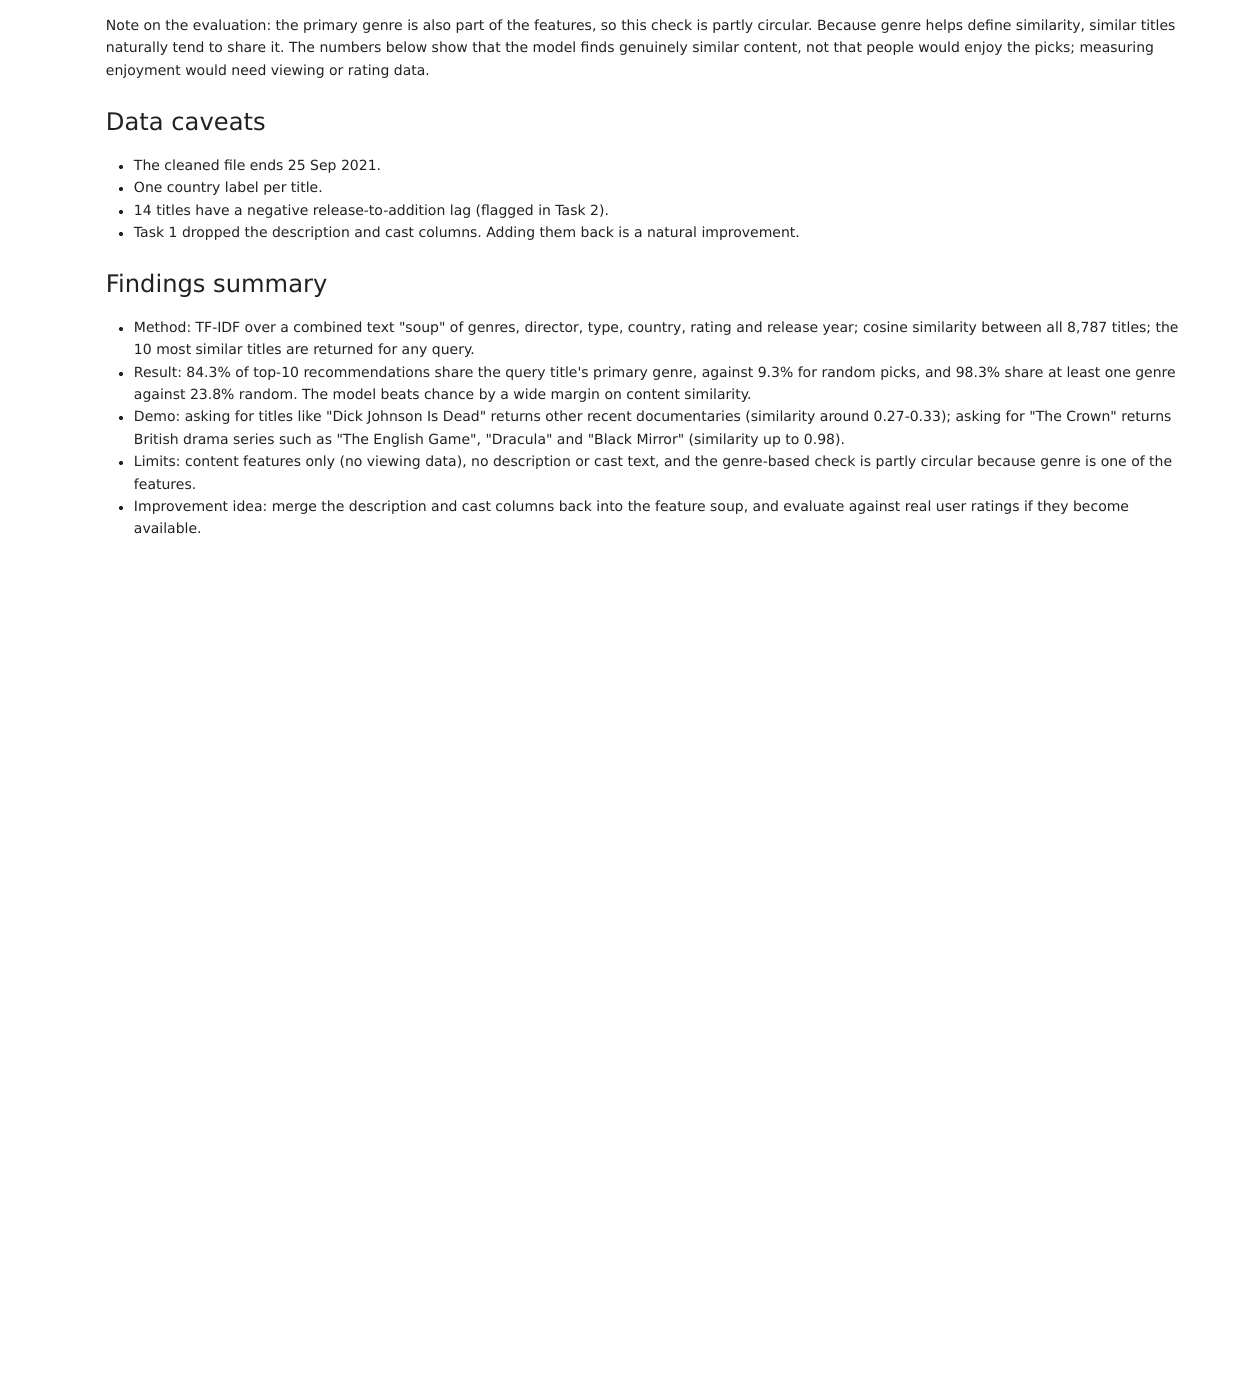 Note on the evaluation: the primary genre is also part of the features, so this check is partly circular. Because genre helps define similarity, similar titles
naturally tend to share it. The numbers below show that the model finds genuinely similar content, not that people would enjoy the picks; measuring
enjoyment would need viewing or rating data.
Data caveats
• The cleaned file ends 25 Sep 2021.
• One country label per title.
• 14 titles have a negative release-to-addition lag (flagged in Task 2).
• Task 1 dropped the description and cast columns. Adding them back is a natural improvement.
Findings summary
• Method: TF-IDF over a combined text "soup" of genres, director, type, country, rating and release year; cosine similarity between all 8,787 titles; the
10 most similar titles are returned for any query.
• Result: 84.3% of top-10 recommendations share the query title's primary genre, against 9.3% for random picks, and 98.3% share at least one genre
against 23.8% random. The model beats chance by a wide margin on content similarity.
• Demo: asking for titles like "Dick Johnson Is Dead" returns other recent documentaries (similarity around 0.27-0.33); asking for "The Crown" returns
British drama series such as "The English Game", "Dracula" and "Black Mirror" (similarity up to 0.98).
• Limits: content features only (no viewing data), no description or cast text, and the genre-based check is partly circular because genre is one of the
features.
• Improvement idea: merge the description and cast columns back into the feature soup, and evaluate against real user ratings if they become
available.